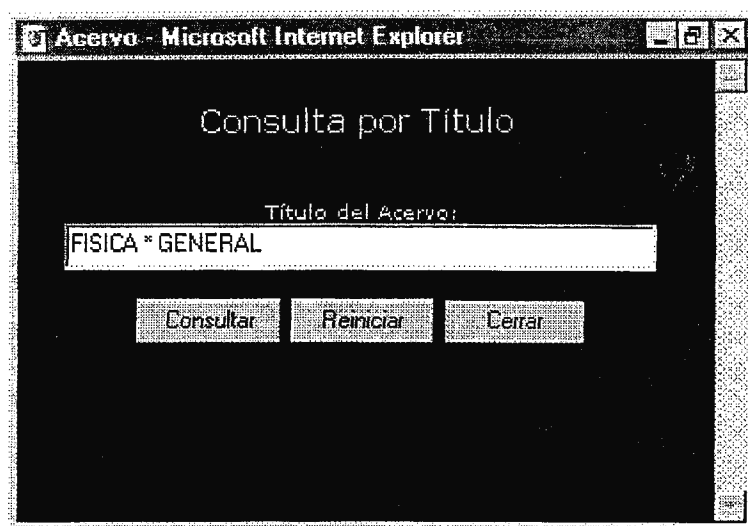 Acervo - Microsoft Internet Explorer
Consulta por Título
Título del Acervo:
FISICA * GENERAL
Consultar Reiniciar Cerrar